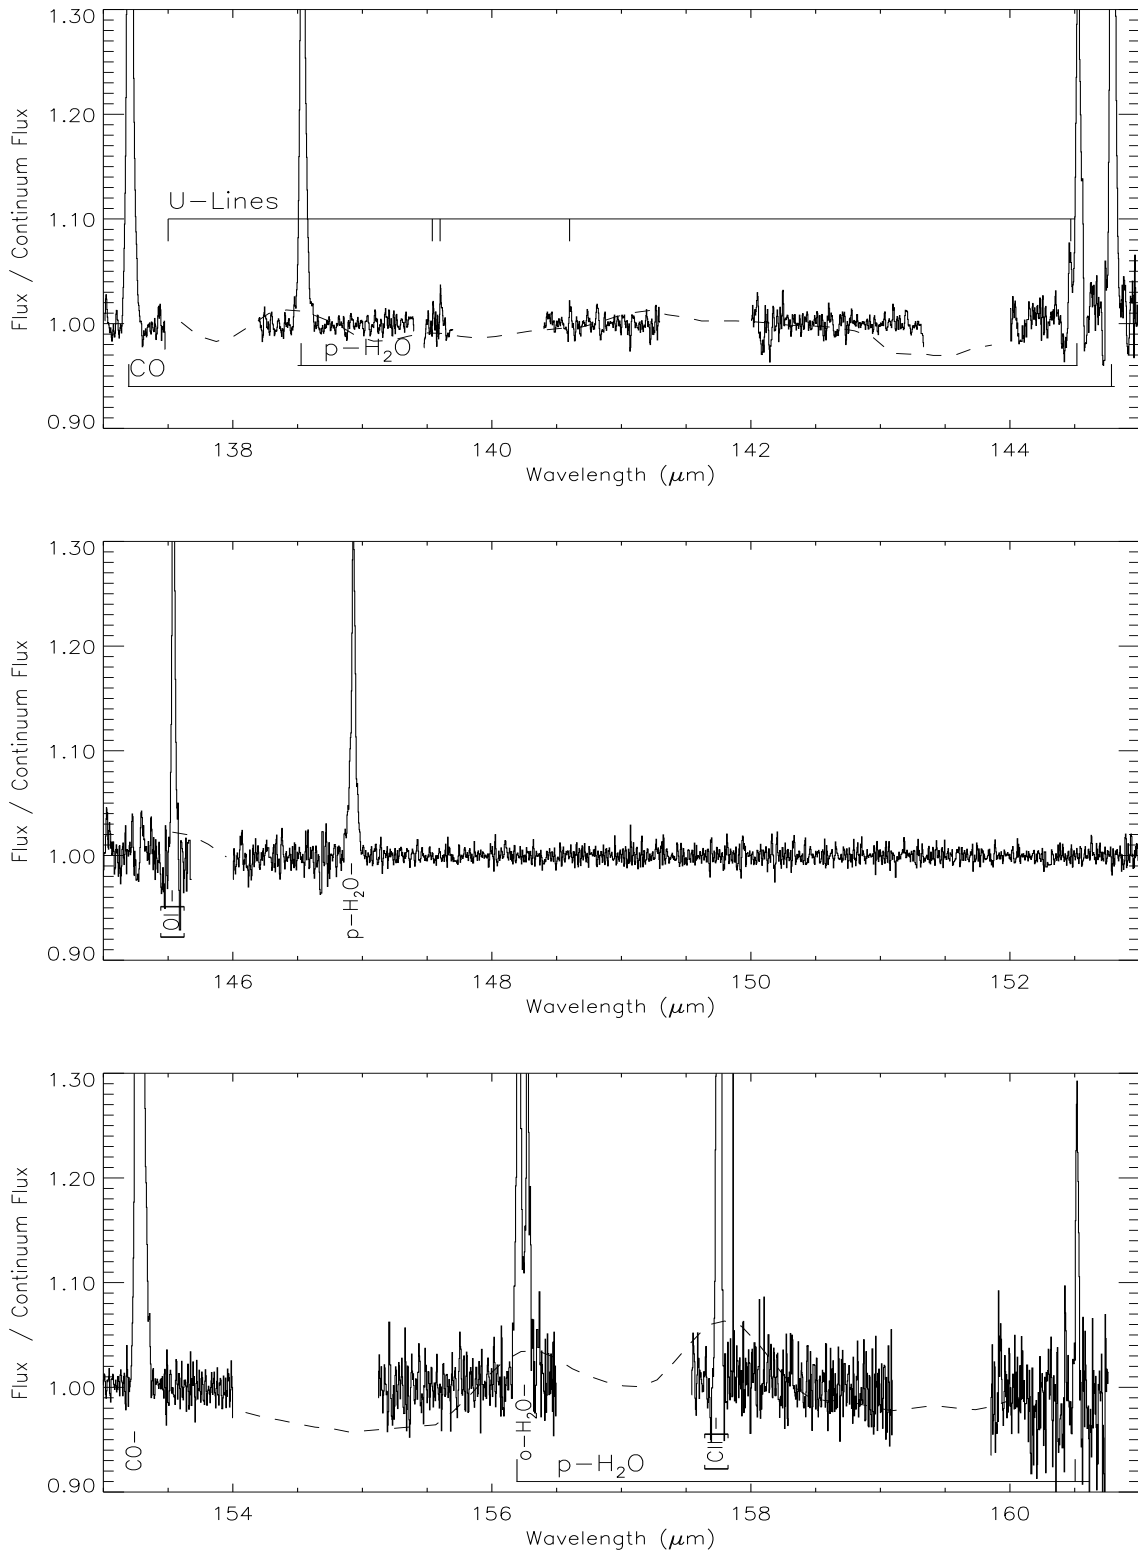 1.30
1.20
1.10
1.00
0.90
Flux / Continuum Flux
U-Lines
p-H₂O
CO
138
140
142
144
Wavelength (μm)
1.30
1.20
1.10
1.00
0.90
Flux / Continuum Flux
[OI]-
p-H₂O-
146
148
150
152
Wavelength (μm)
1.30
1.20
1.10
1.00
0.90
Flux / Continuum Flux
CO-
o-H₂O-
[CII]-
p-H₂O
154
156
158
160
Wavelength (μm)